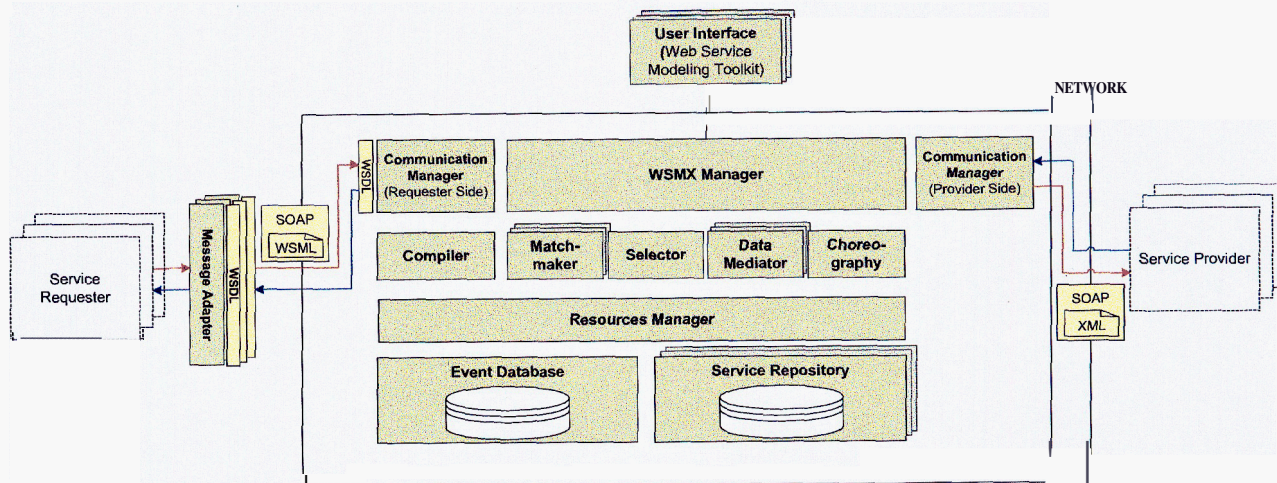 User Interface
(Web Service
Modeling Toolkit)
NETWORK
WSDL
Communication
Manager
(Requester Side)
WSMX Manager
Communication
Manager
(Provider Side)
SOAP
WSML
Message Adapter
WSDL
Service
Requester
Compiler
Match-
maker
Selector
Data
Mediator
Choreo-
graphy
Service Provider
SOAP
XML
Resources Manager
Event Database
Service Repository